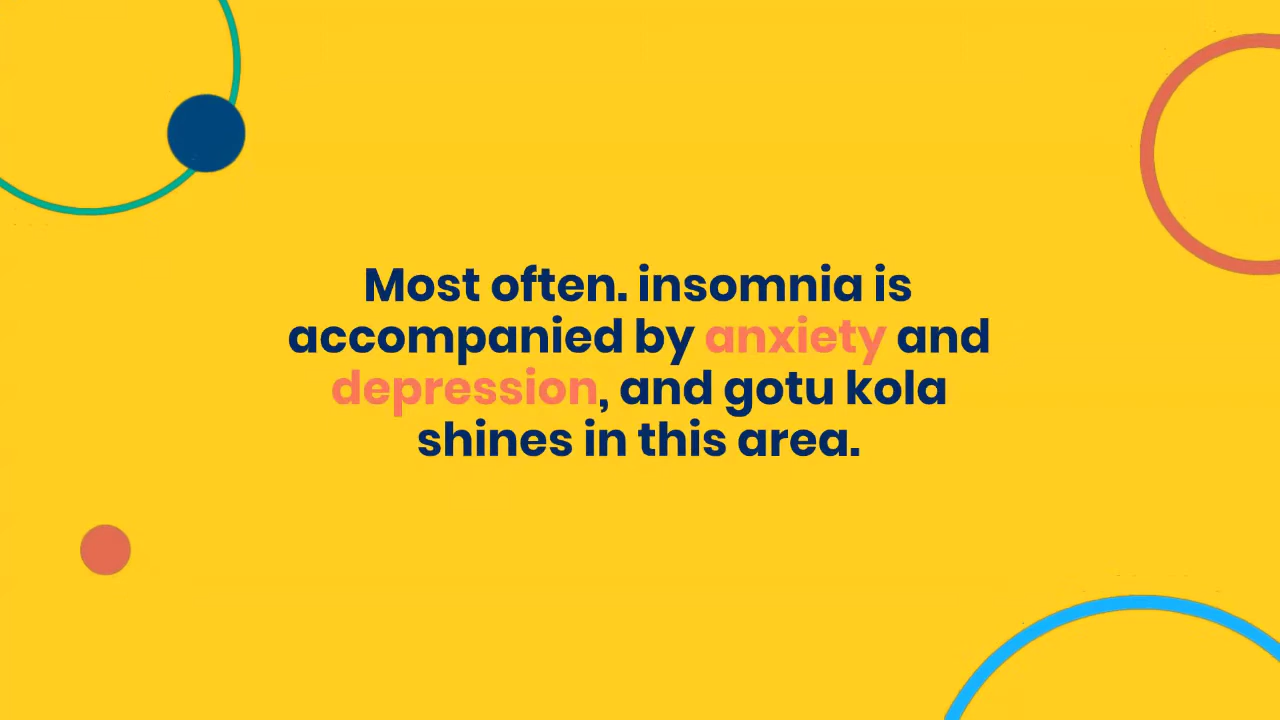 Most often. insomnia is
accompanied by anxiety and
depression, and gotu kola
shines in this area.